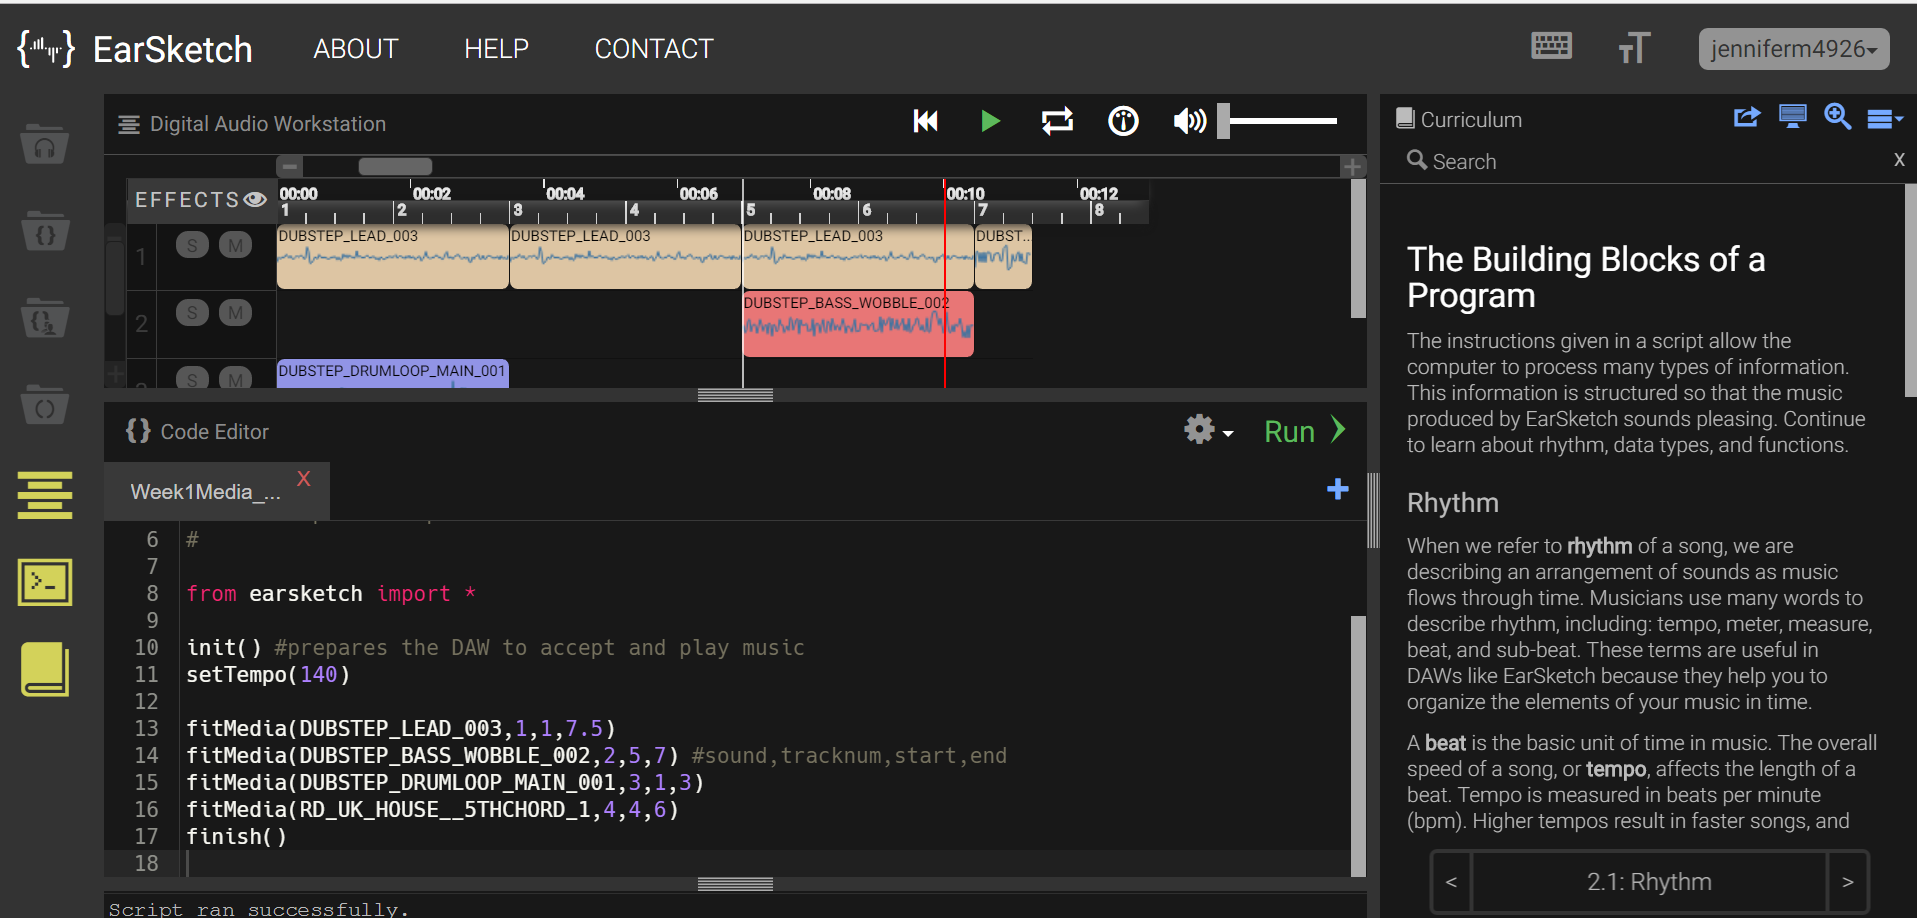 EarSketch ABOUT HELP CONTACT jenniferm4926
Digital Audio Workstation
EFFECTS
00:00 00:02 00:04 00:06 00:08 00:10 00:12
1 2 3 4 5 6 7 8
1 S M DUBSTEP_LEAD_003 DUBSTEP_LEAD_003 DUBSTEP_LEAD_003 DUBST...
2 S M DUBSTEP_BASS_WOBBLE_002
S M DUBSTEP_DRUMLOOP_MAIN_001
{} Code Editor
Run
Week1Media_... X
6 #
7
8 from earsketch import *
9
10 init() #prepares the DAW to accept and play music
11 setTempo(140)
12
13 fitMedia(DUBSTEP_LEAD_003,1,1,7.5)
14 fitMedia(DUBSTEP_BASS_WOBBLE_002,2,5,7) #sound,tracknum,start,end
15 fitMedia(DUBSTEP_DRUMLOOP_MAIN_001,3,1,3)
16 fitMedia(RD_UK_HOUSE__5THCHORD_1,4,4,6)
17 finish()
18
Script ran successfully.
Curriculum
Search X
The Building Blocks of a
Program
The instructions given in a script allow the
computer to process many types of information.
This information is structured so that the music
produced by EarSketch sounds pleasing. Continue
to learn about rhythm, data types, and functions.
Rhythm
When we refer to rhythm of a song, we are
describing an arrangement of sounds as music
flows through time. Musicians use many words to
describe rhythm, including: tempo, meter, measure,
beat, and sub-beat. These terms are useful in
DAWs like EarSketch because they help you to
organize the elements of your music in time.
A beat is the basic unit of time in music. The overall
speed of a song, or tempo, affects the length of a
beat. Tempo is measured in beats per minute
(bpm). Higher tempos result in faster songs, and
< 2.1: Rhythm >